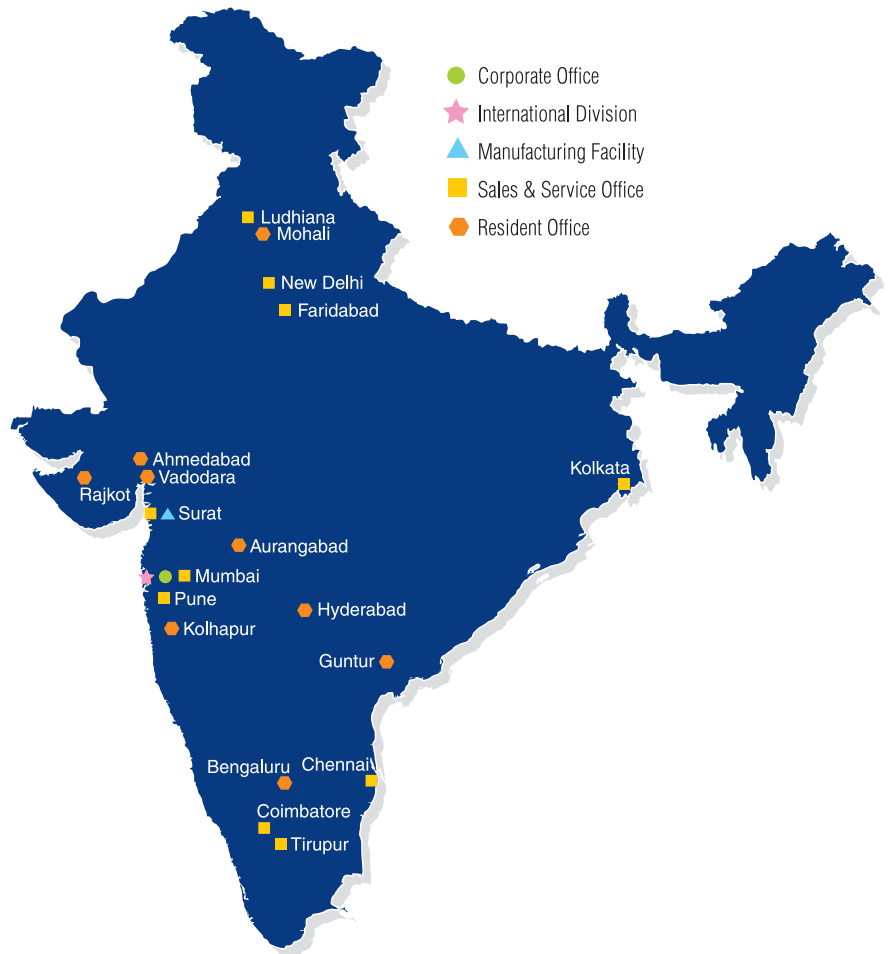 Corporate Office
International Division
Manufacturing Facility
Sales & Service Office
Resident Office
Ludhiana
Mohali
New Delhi
Faridabad
Ahmedabad
Vadodara
Rajkot
Kolkata
Surat
Aurangabad
Mumbai
Pune
Hyderabad
Kolhapur
Guntur
Bengaluru
Chennai
Coimbatore
Tirupur